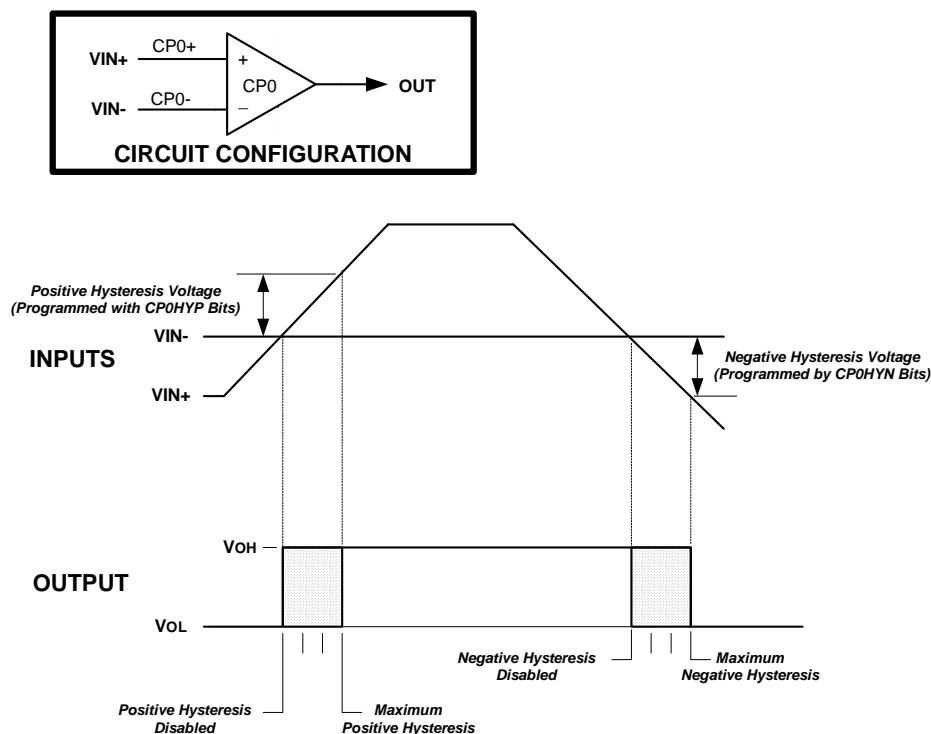 VIN+
CP0+
+
CP0
OUT
VIN-
CP0-
_
CIRCUIT CONFIGURATION
Positive Hysteresis Voltage
(Programmed with CP0HYP Bits)
VIN-
INPUTS
Negative Hysteresis Voltage
(Programmed by CP0HYN Bits)
VIN+
VOH
OUTPUT
VOL
Negative Hysteresis
Disabled
Maximum
Negative Hysteresis
Positive Hysteresis
Disabled
Maximum
Positive Hysteresis